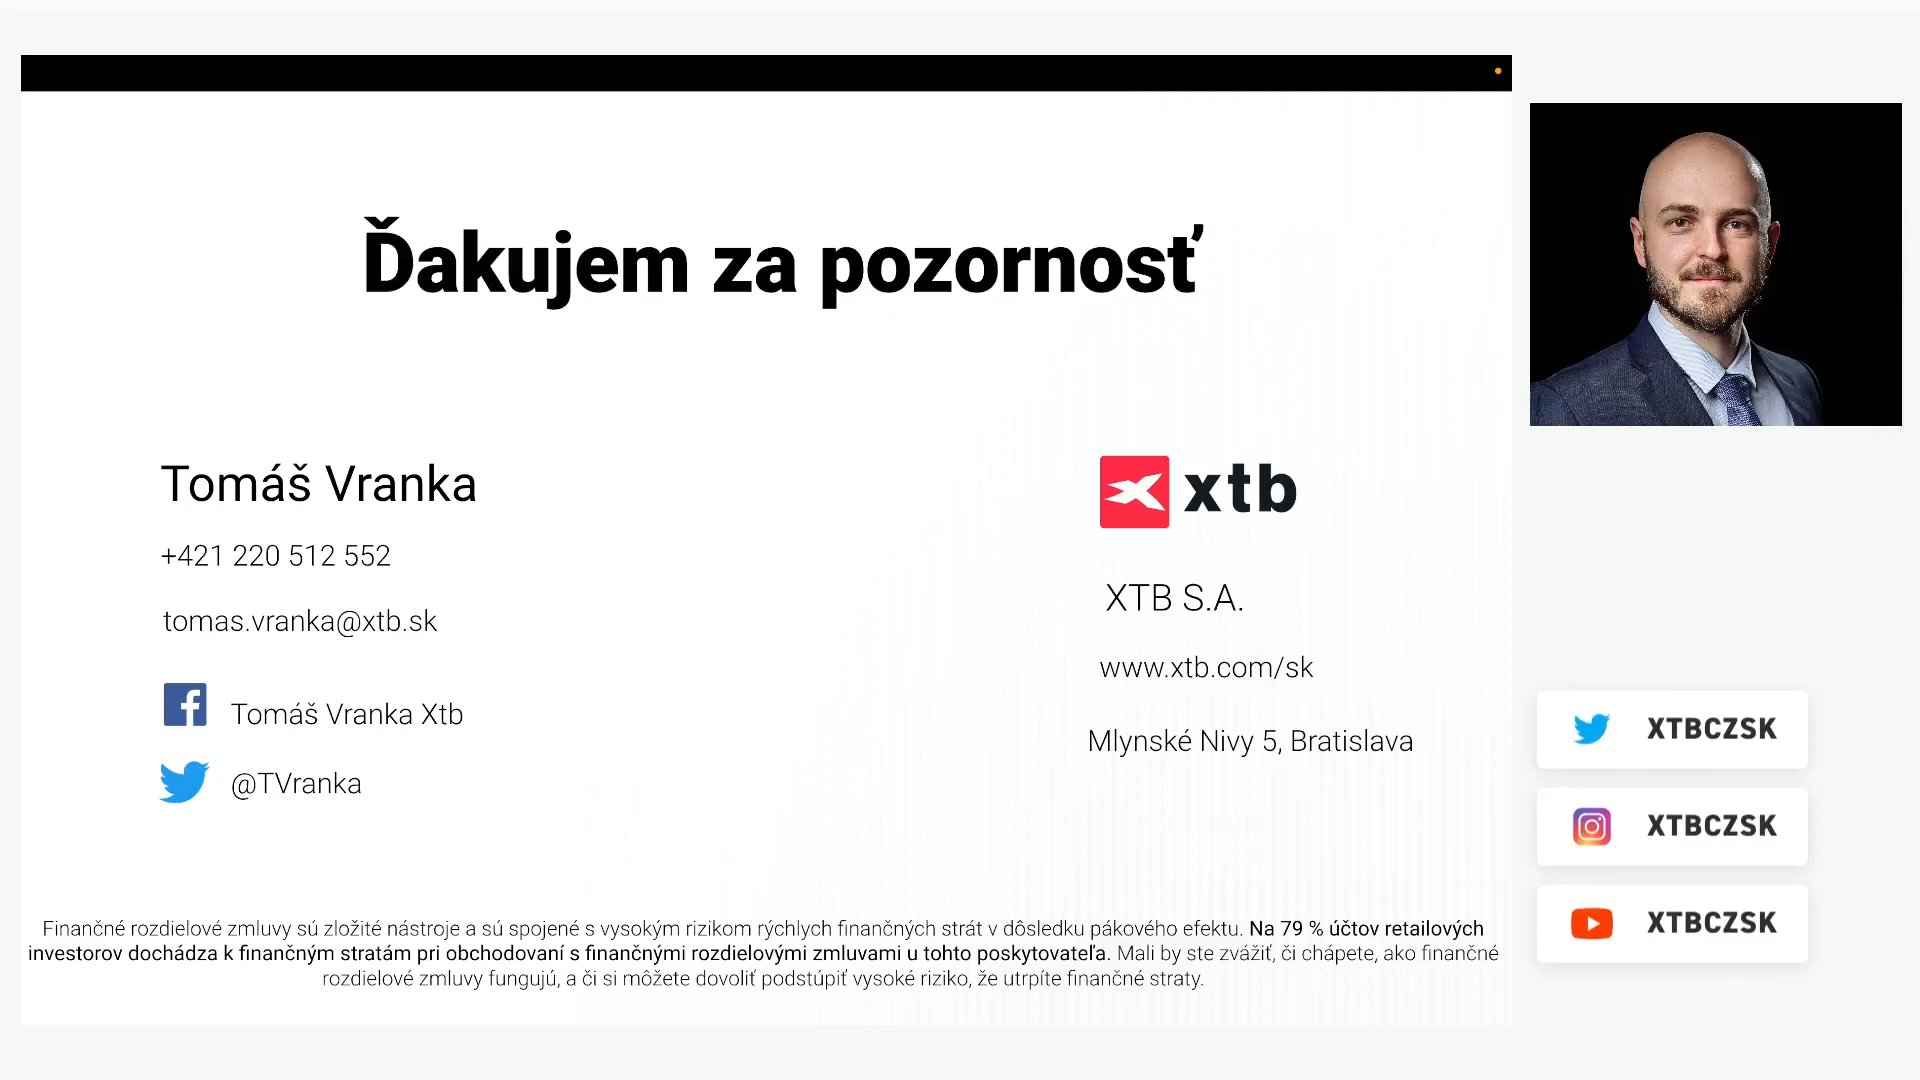 Ďakujem za pozornosť
Tomáš Vranka
+421 220 512 552
tomas.vranka@xtb.sk
Tomáš Vranka Xtb
@TVranka
xtb
XTB S.A.
www.xtb.com/sk
Mlynské Nivy 5, Bratislava
Finančné rozdielové zmluvy sú zložité nástroje a sú spojené s vysokým rizikom rýchlych finančných strát v dôsledku pákového efektu. Na 79 % účtov retailových
investorov dochádza k finančným stratám pri obchodovaní s finančnými rozdielovými zmluvami u tohto poskytovateľa. Mali by ste zvážiť, či chápete, ako finančné
rozdielové zmluvy fungujú, a či si môžete dovoliť podstúpiť vysoké riziko, že utrpíte finančné straty.
XTBCZSK
XTBCZSK
XTBCZSK